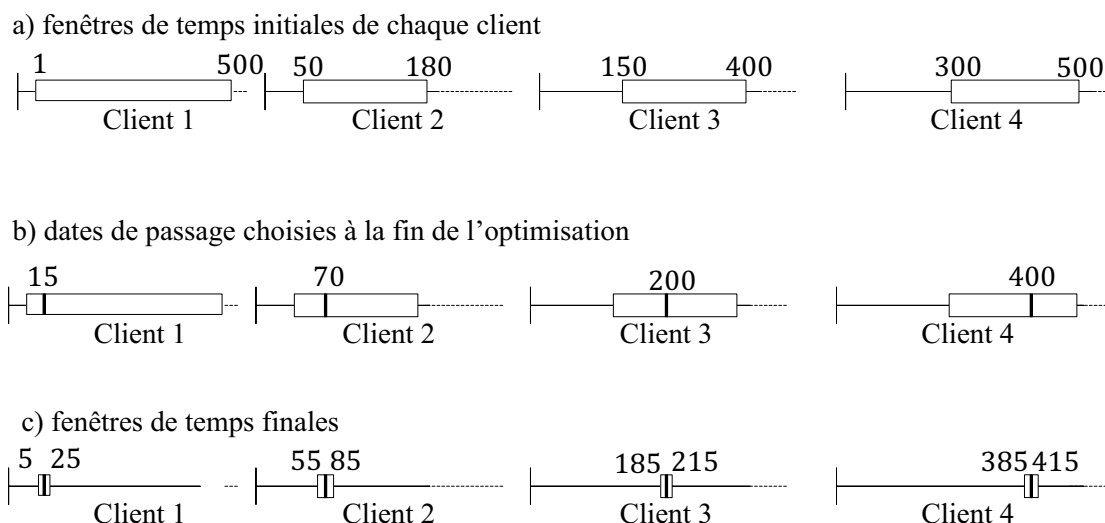 a) fenêtres de temps initiales de chaque client
1 500 50 180 150 400 300 500
Client 1 Client 2 Client 3 Client 4
b) dates de passage choisies à la fin de l’optimisation
15 70 200 400
Client 1 Client 2 Client 3 Client 4
c) fenêtres de temps finales
5 25 55 85 185 215 385 415
Client 1 Client 2 Client 3 Client 4